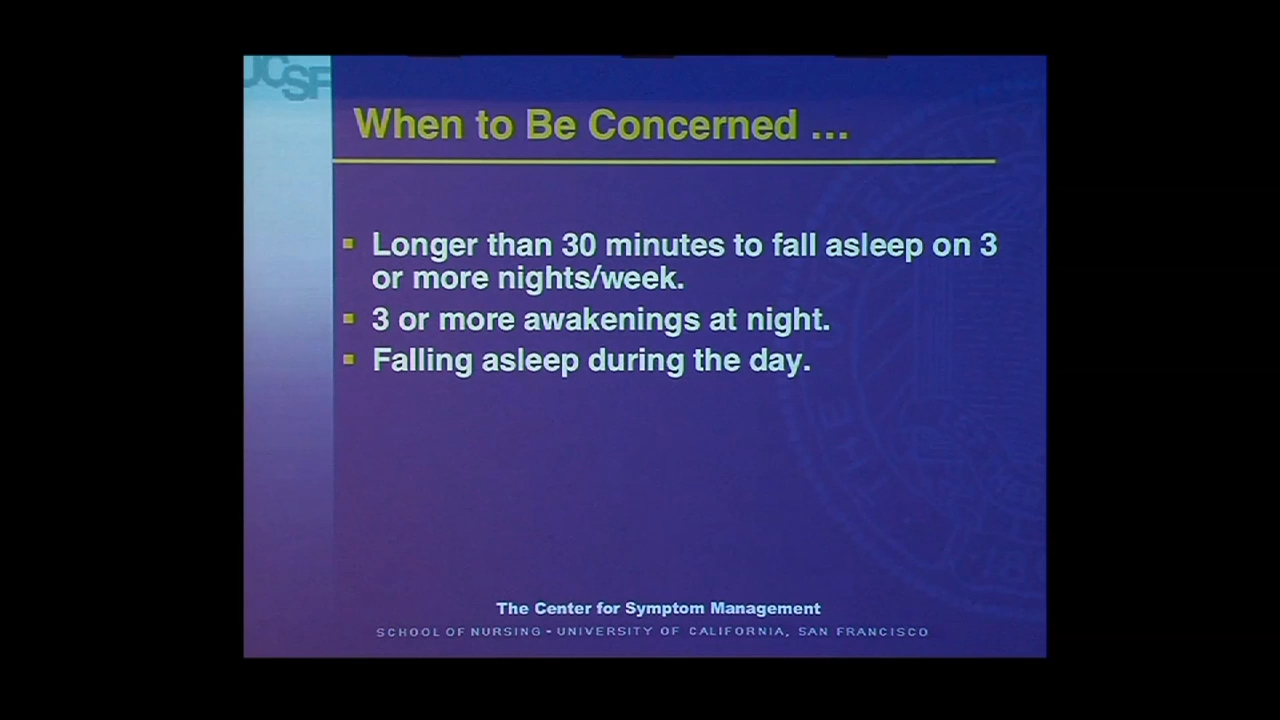 UCSF
When to Be Concerned ...
Longer than 30 minutes to fall asleep on 3
or more nights/week.
3 or more awakenings at night.
Falling asleep during the day.
The Center for Symptom Management
SCHOOL OF NURSING - UNIVERSITY OF CALIFORNIA, SAN FRANCISCO